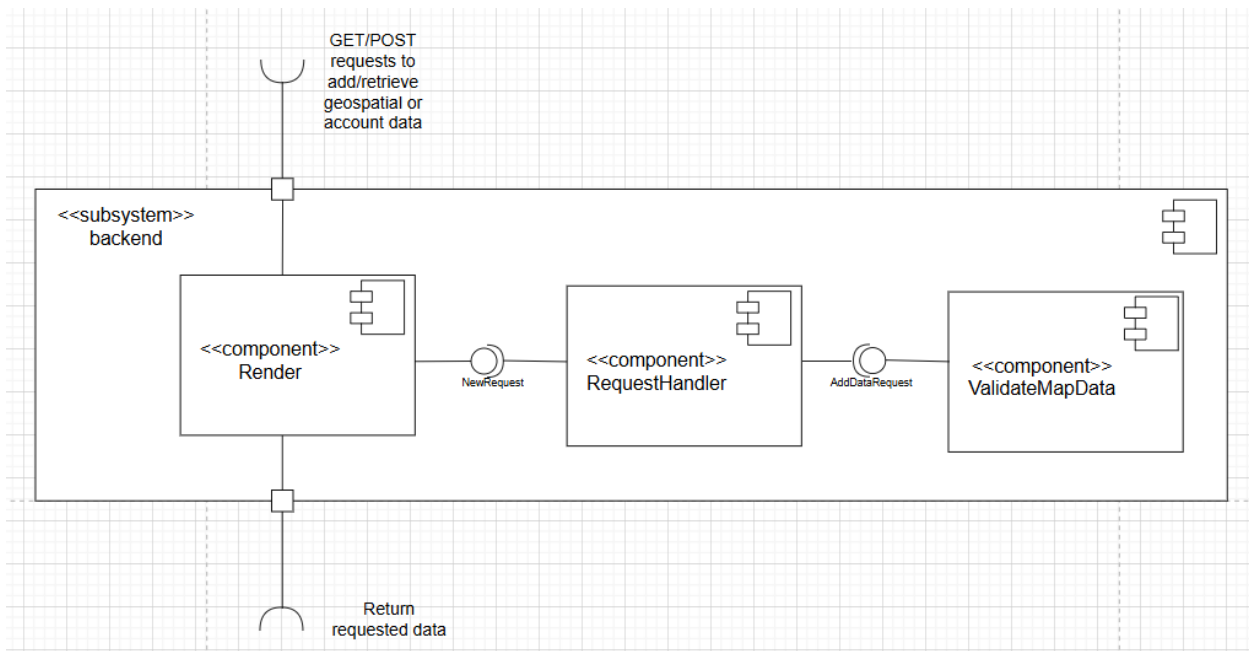 GET/POST
requests to
add/retrieve
geospatial or
account data
<<subsystem>>
backend
<<component>>
Render
NewRequest
<<component>>
RequestHandler
AddDataRequest
<<component>>
ValidateMapData
Return
requested data